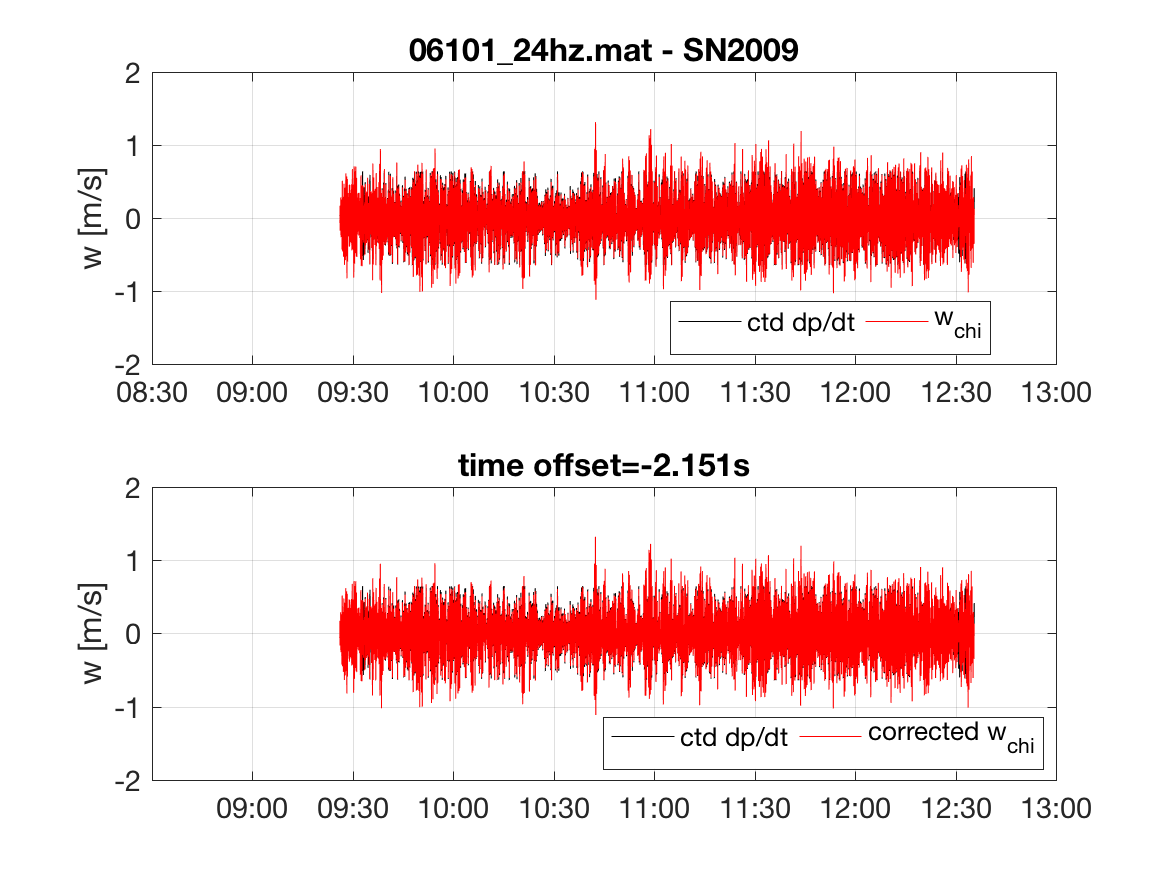 06101_24hz.mat - SN2009
2
1
0
-1
-2
w [m/s]
ctd dp/dt w_chi
08:30 09:00 09:30 10:00 10:30 11:00 11:30 12:00 12:30 13:00
time offset=-2.151s
2
1
0
-1
-2
w [m/s]
ctd dp/dt corrected w_chi
09:00 09:30 10:00 10:30 11:00 11:30 12:00 12:30 13:00